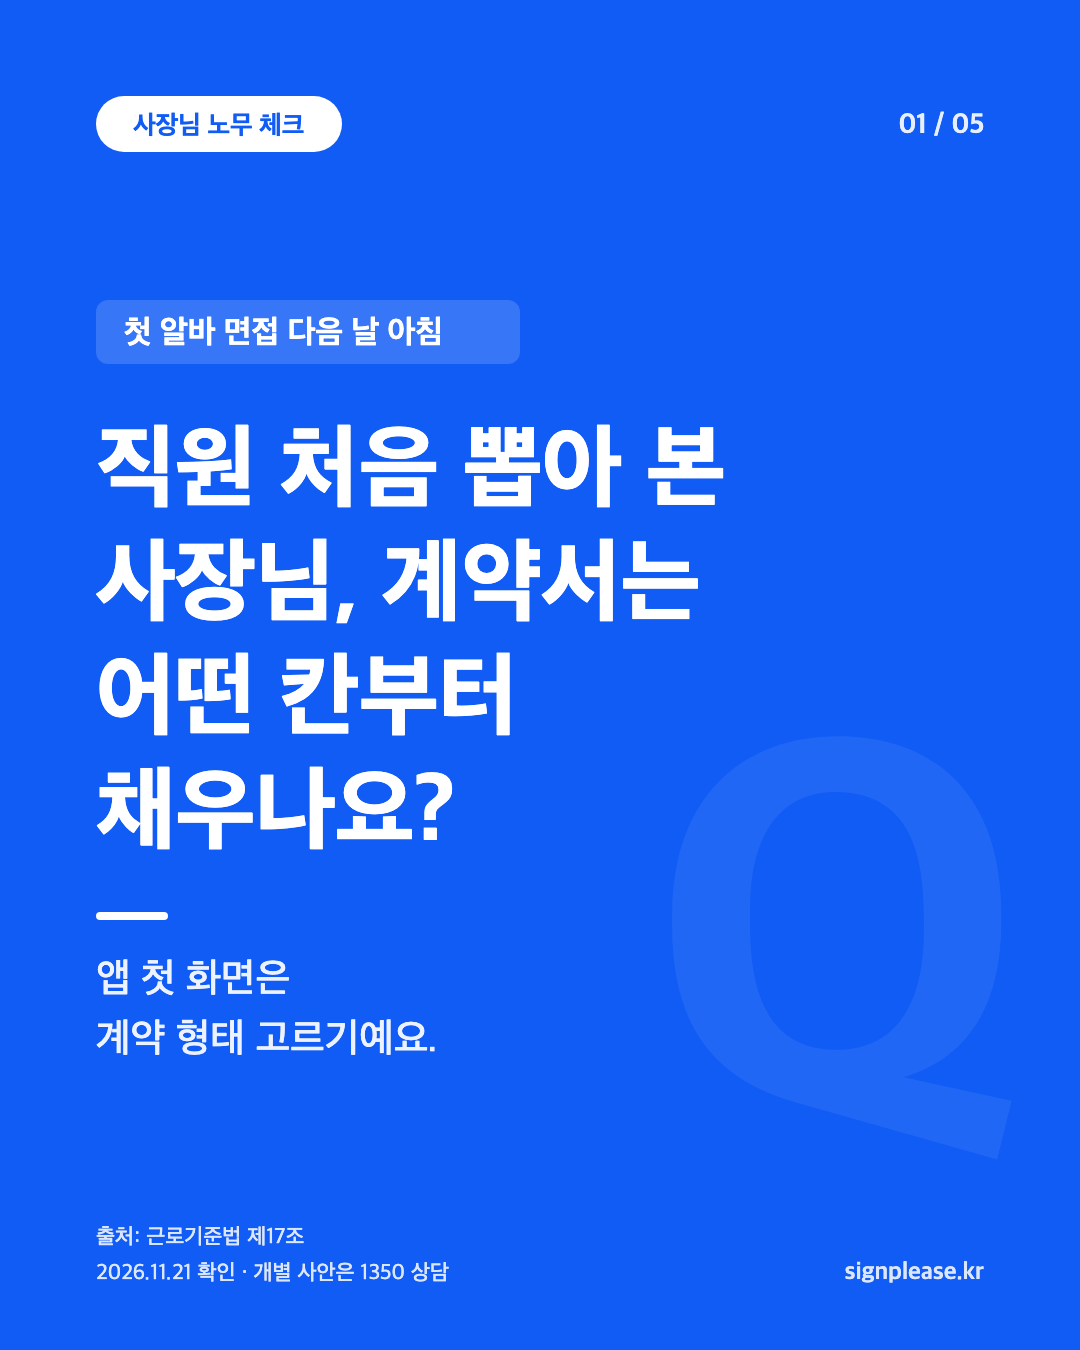 사장님 노무 체크
01 / 05
첫 알바 면접 다음 날 아침
직원 처음 뽑아 본
사장님, 계약서는
어떤 칸부터
채우나요?
Q
앱 첫 화면은
계약 형태 고르기예요.
출처: 근로기준법 제17조
2026.11.21 확인 · 개별 사안은 1350 상담
signplease.kr